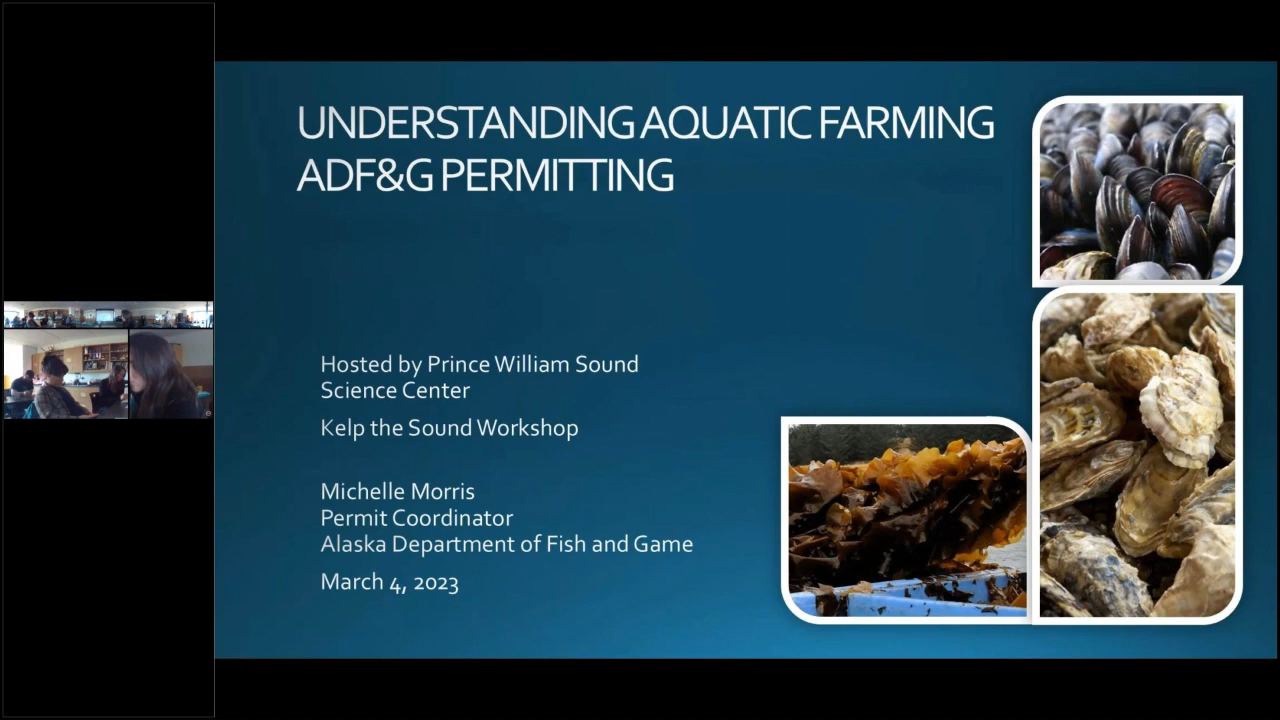 UNDERSTANDING AQUATIC FARMING
ADF&G PERMITTING
Hosted by Prince William Sound
Science Center
Kelp the Sound Workshop
Michelle Morris
Permit Coordinator
Alaska Department of Fish and Game
March 4, 2023